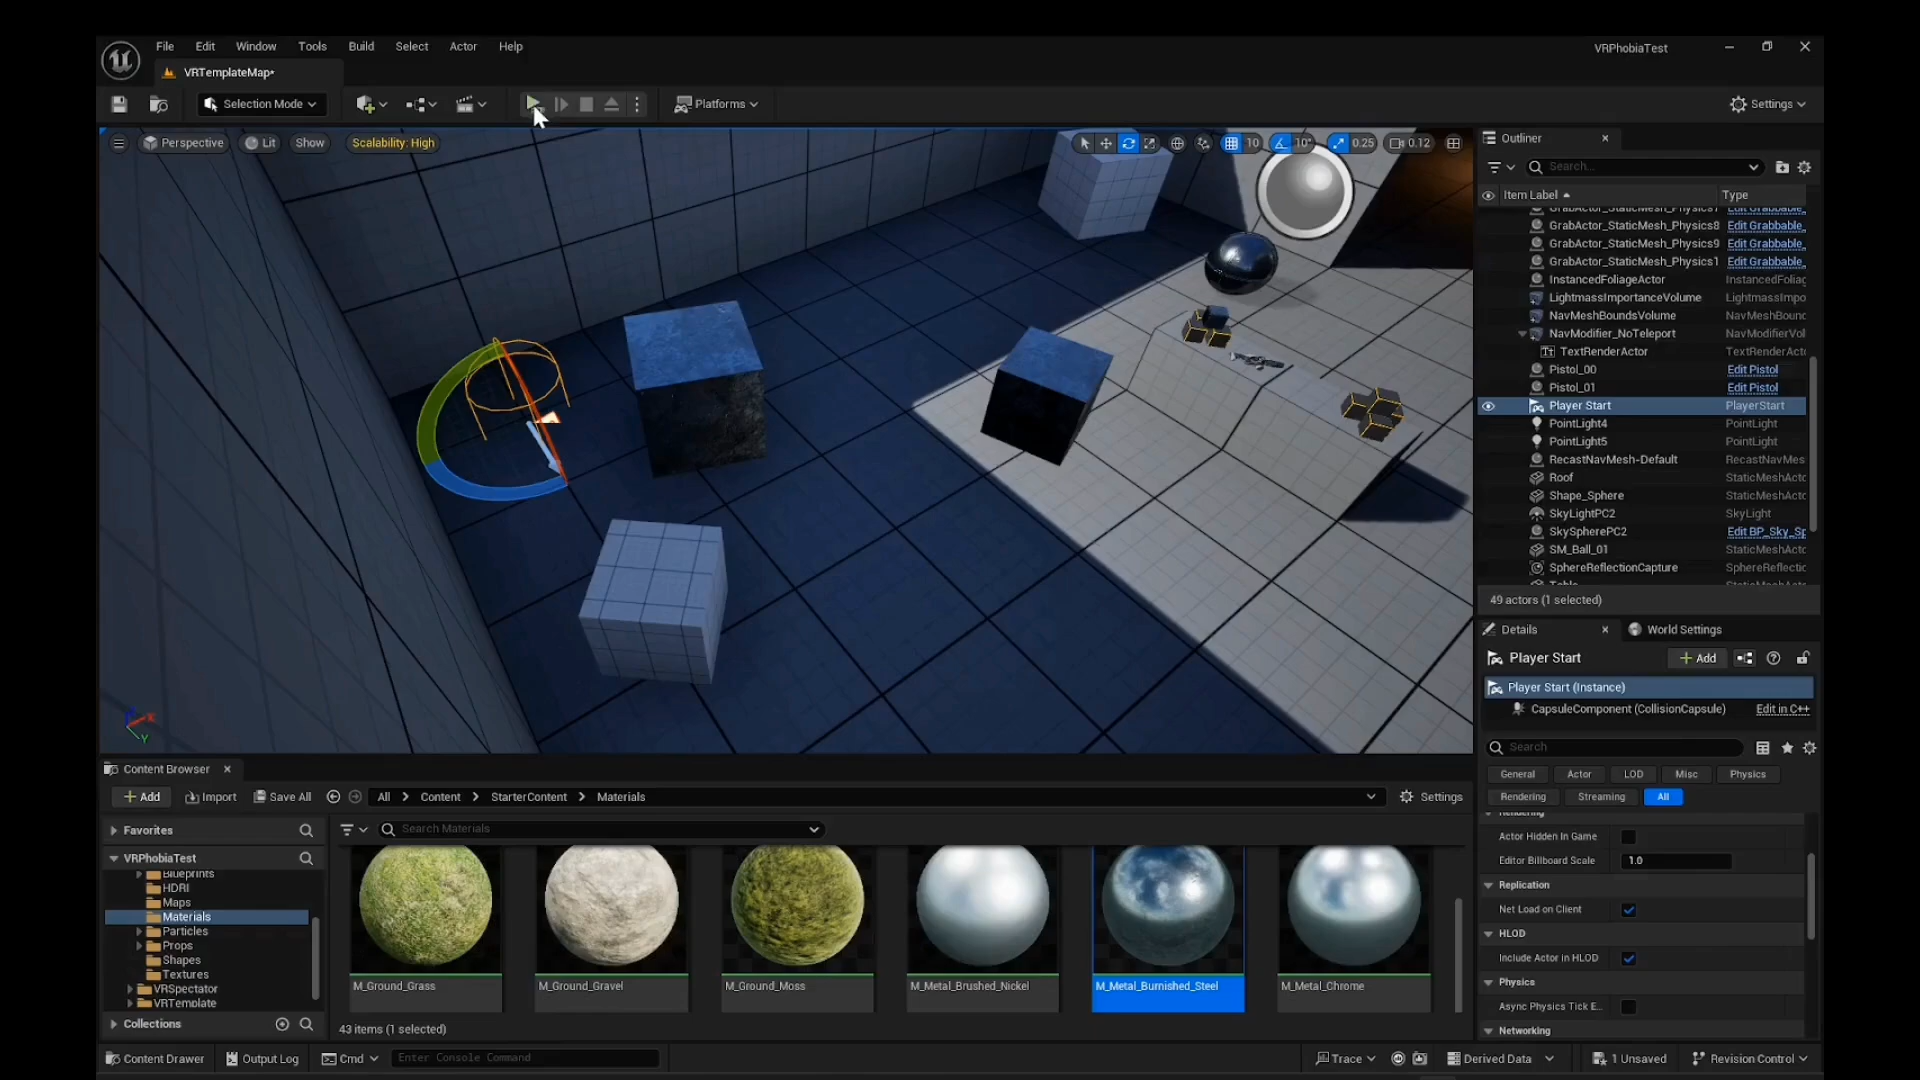 File Edit Window Tools Build Select Actor Help
VRPhobiaTest
VRTemplateMap*
Selection Mode
Platforms
Settings
Perspective
Lit
Show
Scalability: High
10
10°
0.25
0.12
Outliner
Search...
Item Label
Type
GrabActor_StaticMesh_Physics8 Edit Grabbable_
GrabActor_StaticMesh_Physics9 Edit Grabbable_
GrabActor_StaticMesh_Physics1 Edit Grabbable_
InstancedFoliageActor InstancedFoliag
LightmassImportanceVolume LightmassImpo
NavMeshBoundsVolume NavMeshBound
NavModifier_NoTeleport NavModifierVol
TextRenderActor TextRenderActo
Pistol_00 Edit Pistol
Pistol_01 Edit Pistol
Player Start PlayerStart
PointLight4 PointLight
PointLight5 PointLight
RecastNavMesh-Default RecastNavMes
Roof StaticMeshActo
Shape_Sphere StaticMeshActo
SkyLightPC2 SkyLight
SkySpherePC2 Edit BP_Sky_Sp
SM_Ball_01 StaticMeshActo
SphereReflectionCapture SphereReflectio
49 actors (1 selected)
Details
World Settings
Player Start
Add
Player Start (Instance)
CapsuleComponent (CollisionCapsule) Edit in C++
Search
General Actor LOD Misc Physics
Rendering Streaming All
Rendering
Actor Hidden In Game
Editor Billboard Scale 1.0
Replication
Net Load on Client
HLOD
Include Actor in HLOD
Physics
Async Physics Tick E...
Networking
Content Browser
Add
Import
Save All
All Content StarterContent Materials
Settings
Favorites
Search Materials
VRPhobiaTest
Blueprints
HDRI
Maps
Materials
Particles
Props
Shapes
Textures
VRSpectator
VRTemplate
Collections
M_Ground_Grass
M_Ground_Gravel
M_Ground_Moss
M_Metal_Brushed_Nickel
M_Metal_Burnished_Steel
M_Metal_Chrome
43 items (1 selected)
Content Drawer
Output Log
Cmd
Enter Console Command
Trace
Derived Data
1 Unsaved
Revision Control